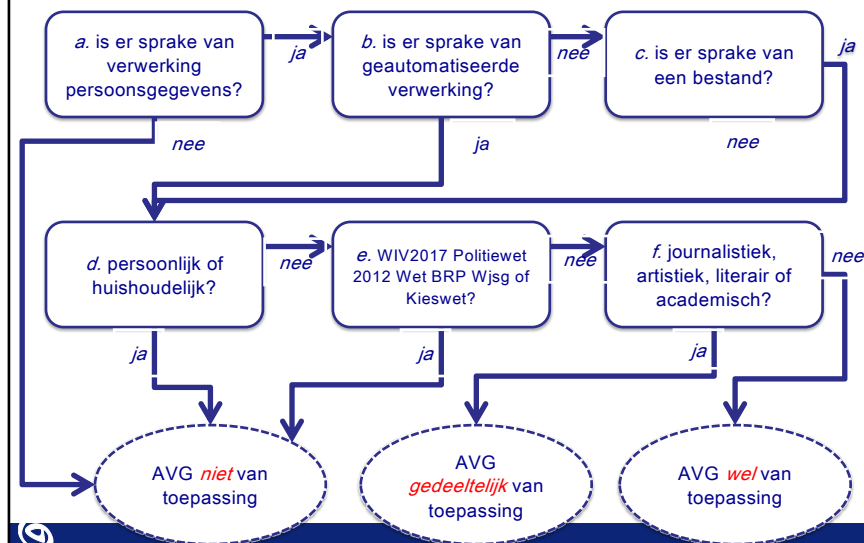 a. is er sprake van
verwerking
persoonsgegevens?
ja
nee
b. is er sprake van
geautomatiseerde
verwerking?
nee
ja
c. is er sprake van
een bestand?
ja
nee
d. persoonlijk of
huishoudelijk?
nee
ja
e. WIV2017 Politiewet
2012 Wet BRP Wjsg of
Kieswet?
nee
ja
f. journalistiek,
artistiek, literair of
academisch?
nee
ja
AVG niet van
toepassing
AVG
gedeeltelijk van
toepassing
AVG wel van
toepassing